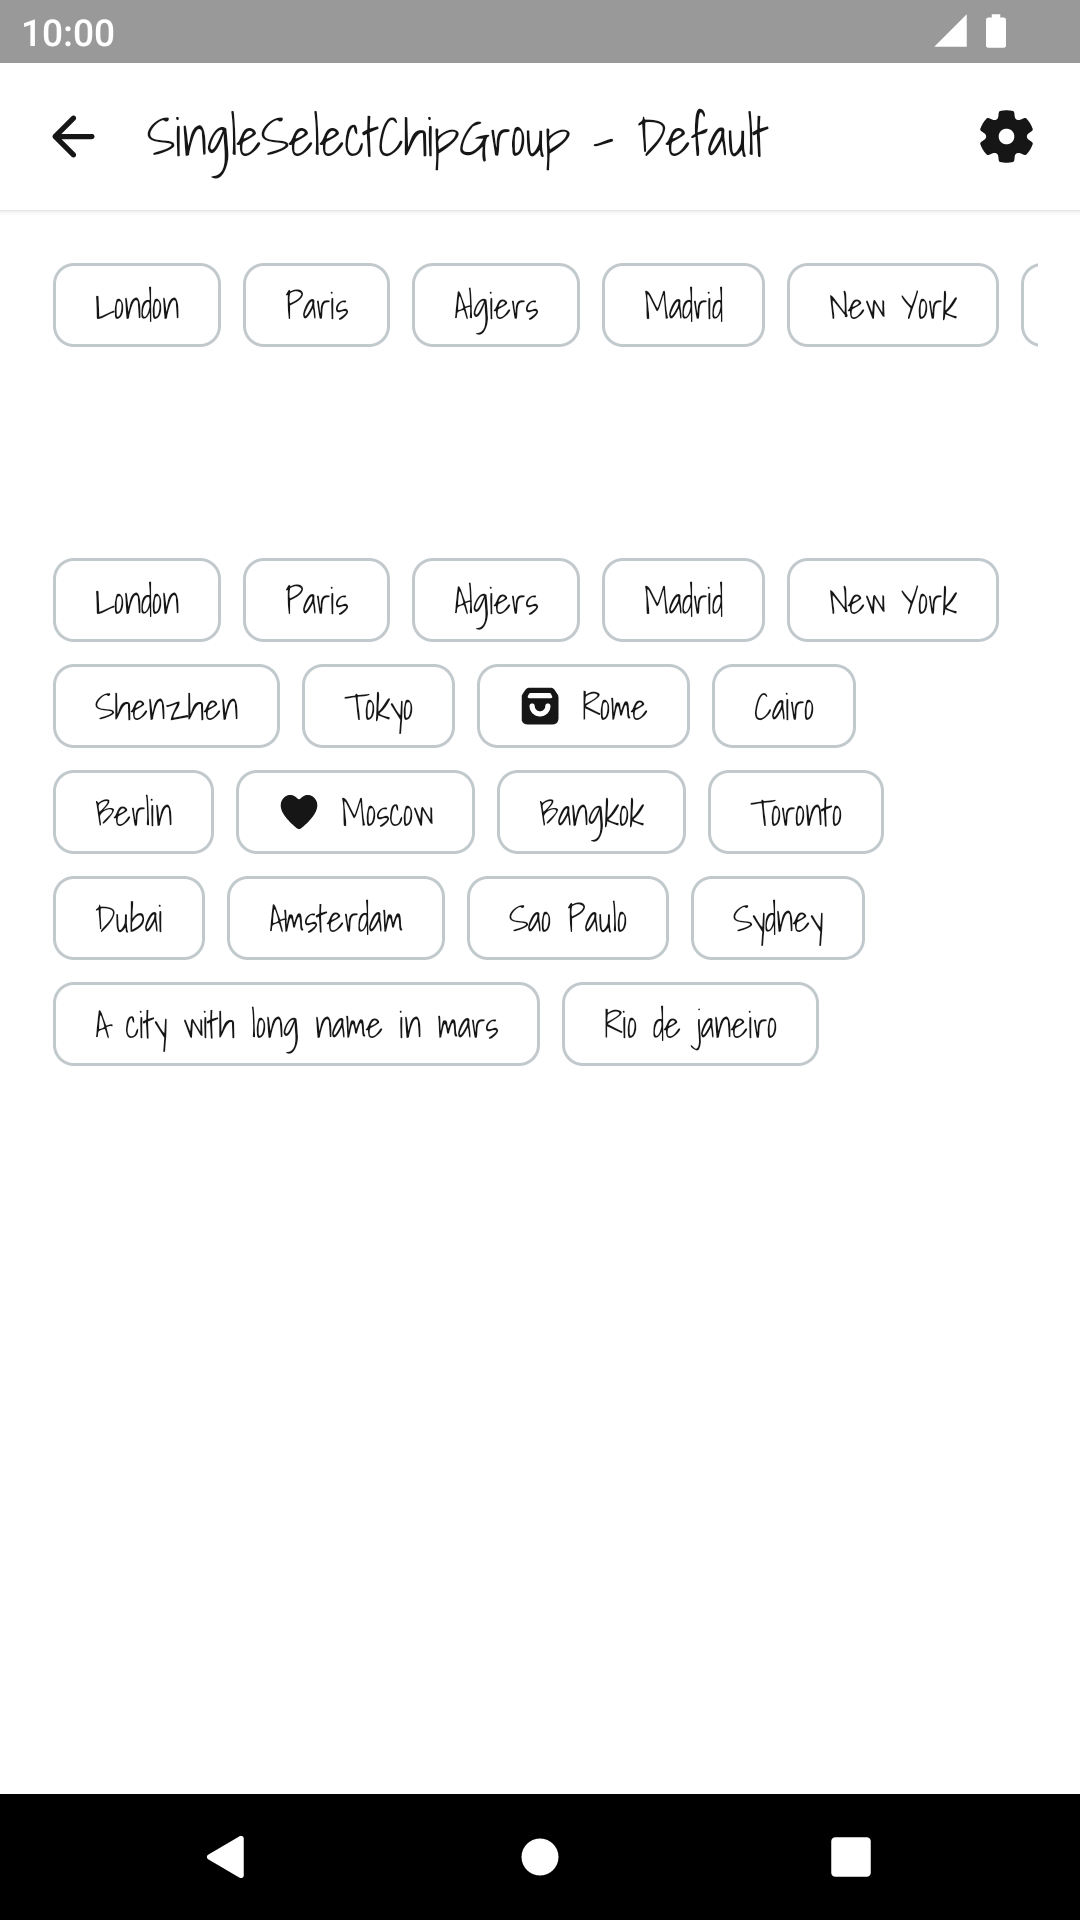 10:00
SingleSelectChipGroup - Default
London Paris Algiers Madrid New York
London Paris Algiers Madrid New York
Shenzhen Tokyo Rome Cairo
Berlin Moscow Bangkok Toronto
Dubai Amsterdam Sao Paulo Sydney
A city with long name in mars Rio de janeiro